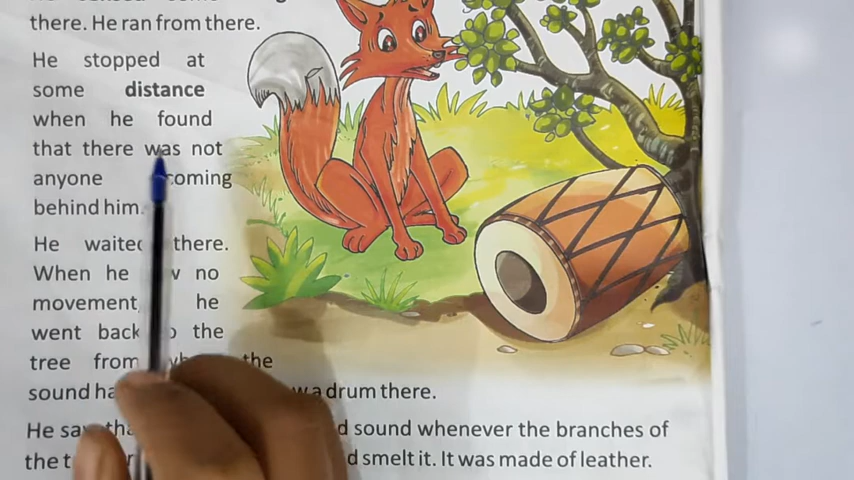 there. He ran from there.
He stopped at
some distance
when he found
that there was not
anyone coming
behind him.
He waited there.
When he no
movement, he
went back the
tree from the
sound a drum there.
He sound whenever the branches of
the smelt it. It was made of leather.